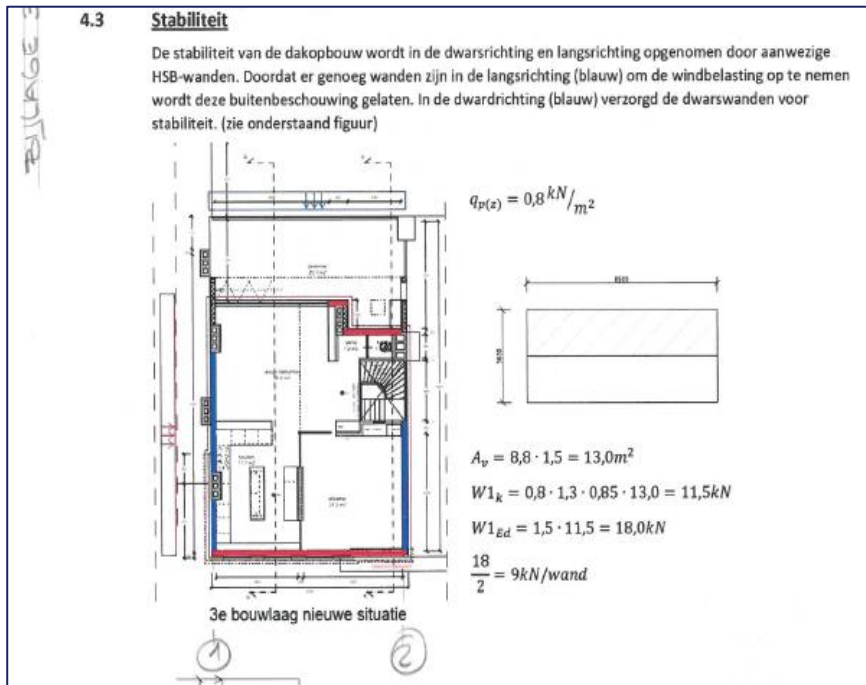 BIJLAGE 3
4.3 Stabiliteit
De stabiliteit van de dakopbouw wordt in de dwarsrichting en langsrichting opgenomen door aanwezige
HSB-wanden. Doordat er genoeg wanden zijn in de langsrichting (blauw) om de windbelasting op te nemen
wordt deze buitenbeschouwing gelaten. In de dwardrichting (blauw) verzorgd de dwarswanden voor
stabiliteit. (zie onderstaand figuur)
q_p(z) = 0,8 kN/m²
A_v = 8,8 · 1,5 = 13,0m²
W1_k = 0,8 · 1,3 · 0,85 · 13,0 = 11,5kN
W1_Ed = 1,5 · 11,5 = 18,0kN
18/2 = 9kN/wand
3e bouwlaag nieuwe situatie
1 2